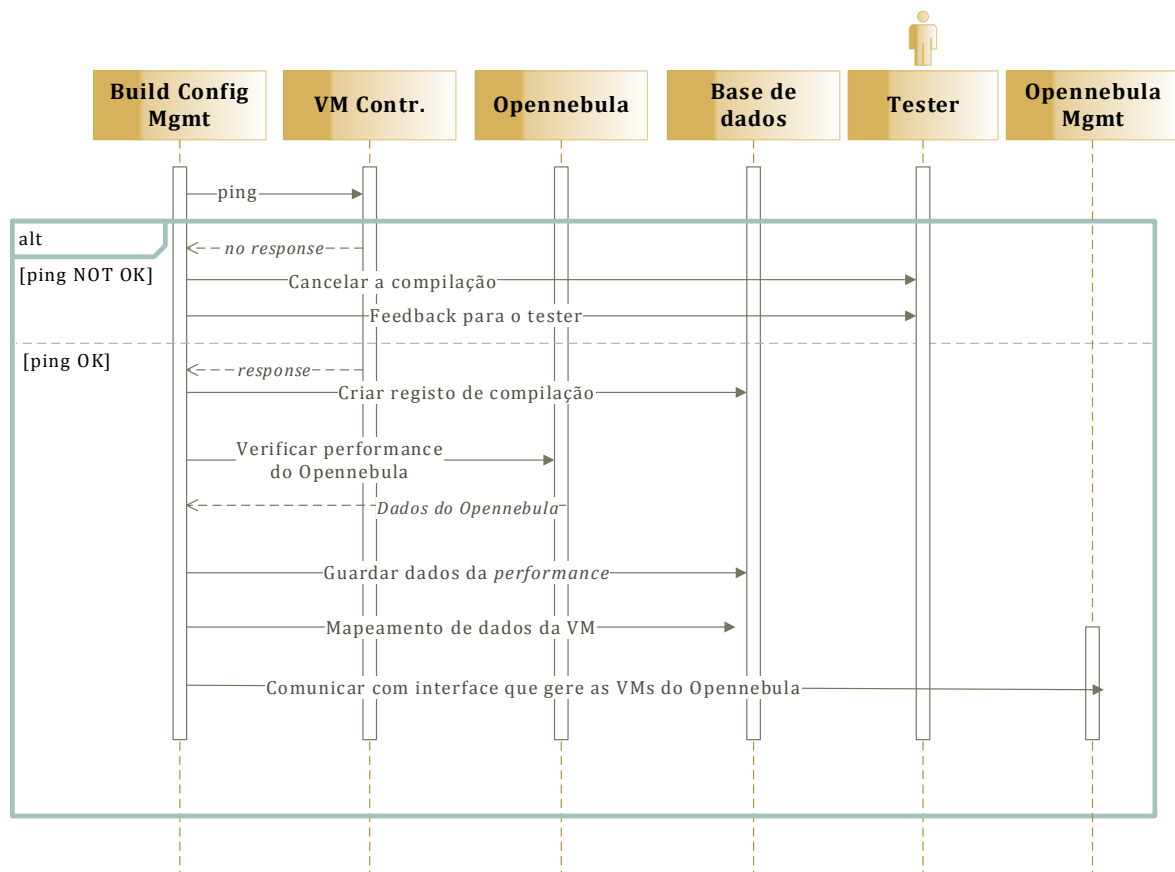 Build Config
Mgmt
VM Contr.
Opennebula
Base de
dados
Tester
Opennebula
Mgmt
ping
alt
no response
[ping NOT OK]
Cancelar a compilação
Feedback para o tester
[ping OK]
response
Criar registo de compilação
Verificar performance
do Opennebula
Dados do Opennebula
Guardar dados da performance
Mapeamento de dados da VM
Comunicar com interface que gere as VMs do Opennebula